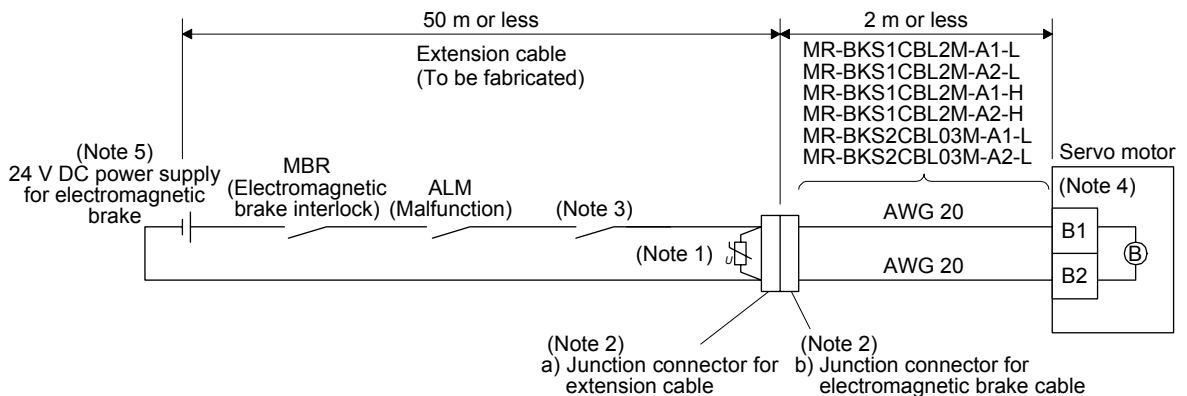 50 m or less
2 m or less
Extension cable
(To be fabricated)
MR-BKS1CBL2M-A1-L
MR-BKS1CBL2M-A2-L
MR-BKS1CBL2M-A1-H
MR-BKS1CBL2M-A2-H
MR-BKS2CBL03M-A1-L
MR-BKS2CBL03M-A2-L
(Note 5)
24 V DC power supply
for electromagnetic
brake
MBR
(Electromagnetic
brake interlock)
ALM
(Malfunction)
(Note 3)
(Note 1)
U
AWG 20
AWG 20
Servo motor
(Note 4)
B1
B2
B
(Note 2)
a) Junction connector for
extension cable
(Note 2)
b) Junction connector for
electromagnetic brake cable